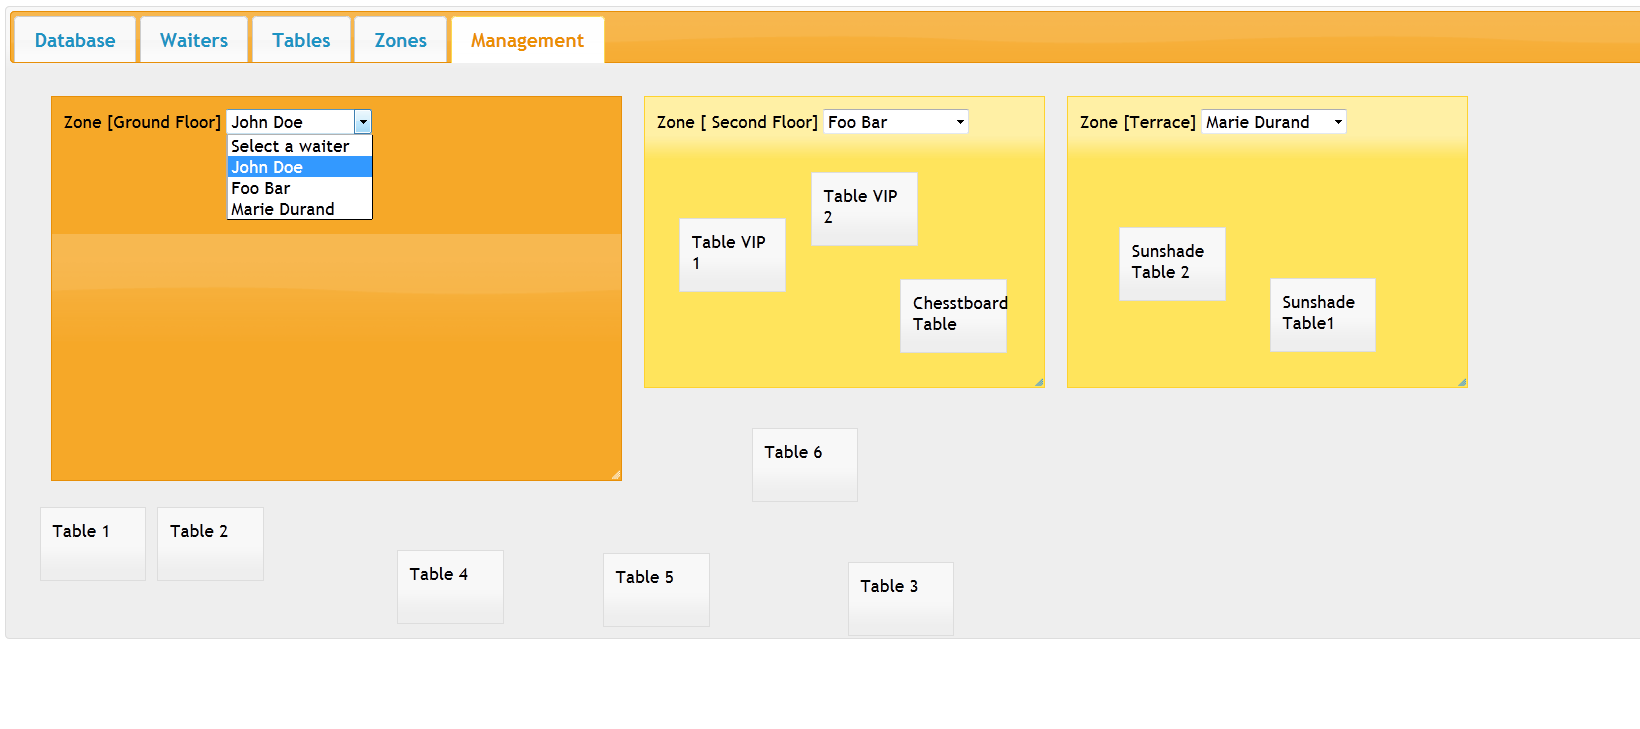 Database Waiters Tables Zones Management
Zone [Ground Floor] John Doe
Select a waiter
John Doe
Foo Bar
Marie Durand
Zone [ Second Floor] Foo Bar
Table VIP
2
Table VIP
1
Chesstboard
Table
Zone [Terrace] Marie Durand
Sunshade
Table 2
Sunshade
Table1
Table 6
Table 1
Table 2
Table 4
Table 5
Table 3